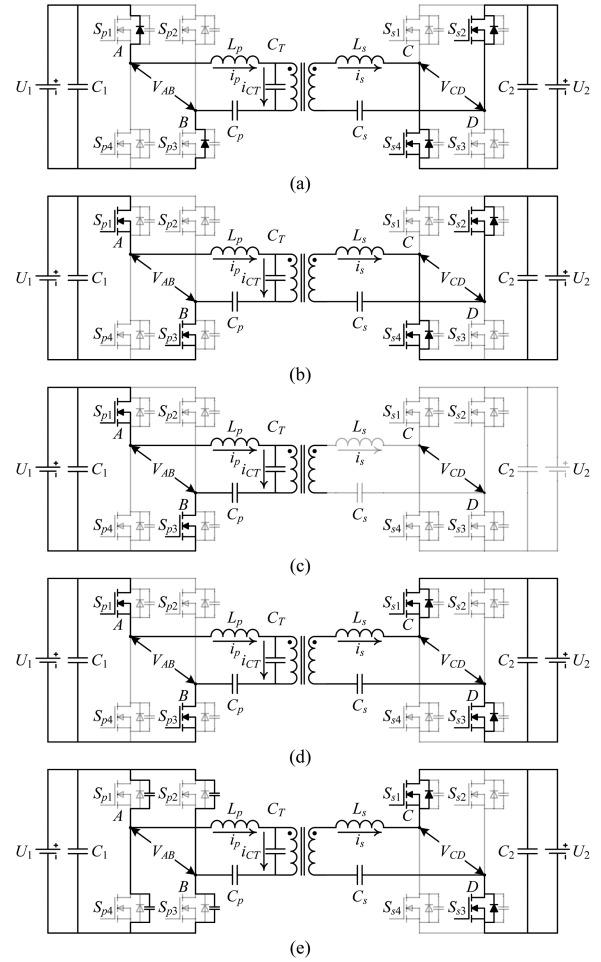 S_p1 S_p2 L_p C_T L_s S_s1 S_s2
A C
U_1 C_1 V_AB i_p i_CT i_s V_CD C_2 U_2
B D
S_p4 S_p3 C_p C_s S_s4 S_s3
(a)
S_p1 S_p2 L_p C_T L_s S_s1 S_s2
A C
U_1 C_1 V_AB i_p i_CT i_s V_CD C_2 U_2
B D
S_p4 S_p3 C_p C_s S_s4 S_s3
(b)
S_p1 S_p2 L_p C_T L_s S_s1 S_s2
A C
U_1 C_1 V_AB i_p i_CT i_s V_CD C_2 U_2
B D
S_p4 S_p3 C_p C_s S_s4 S_s3
(c)
S_p1 S_p2 L_p C_T L_s S_s1 S_s2
A C
U_1 C_1 V_AB i_p i_CT i_s V_CD C_2 U_2
B D
S_p4 S_p3 C_p C_s S_s4 S_s3
(d)
S_p1 S_p2 L_p C_T L_s S_s1 S_s2
A C
U_1 C_1 V_AB i_p i_CT i_s V_CD C_2 U_2
B D
S_p4 S_p3 C_p C_s S_s4 S_s3
(e)